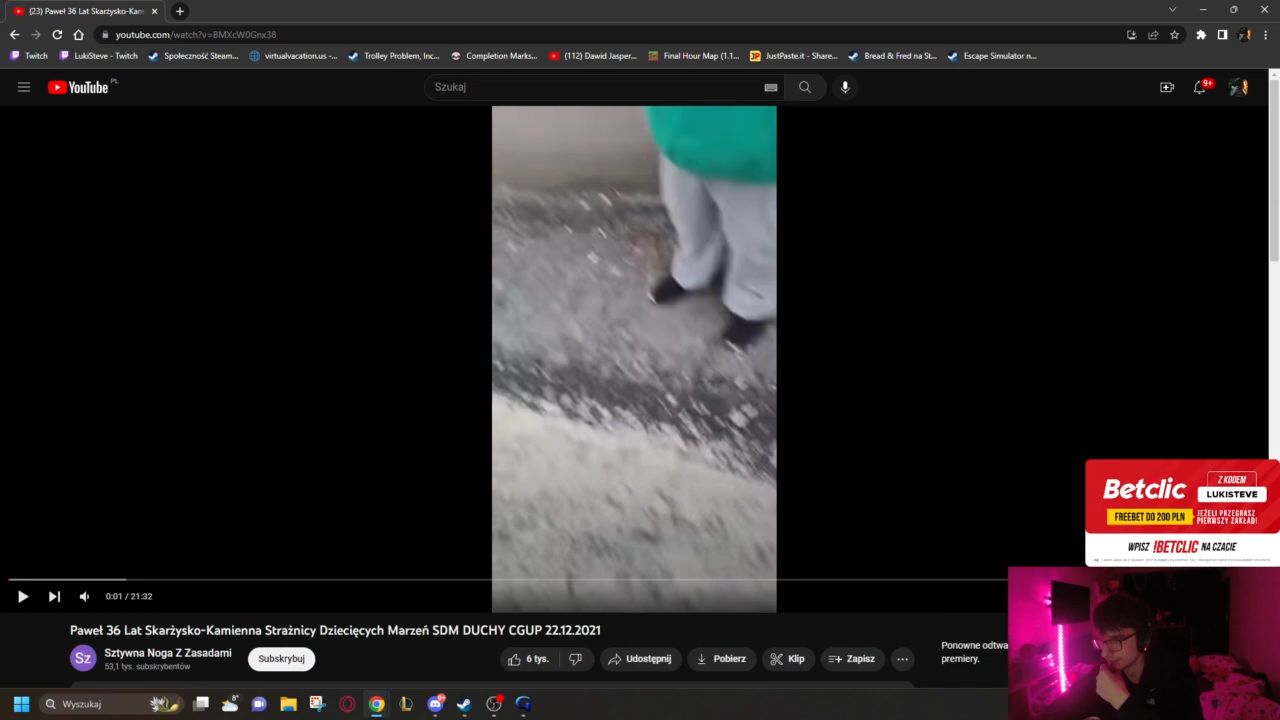 (23) Paweł 36 Lat Skarżysko-Kam
youtube.com/watch?v=BMXcW0Gnx38
Twitch
LukiSteve - Twitch
Społeczność Steam...
virtualvacation.us -...
Trolley Problem, Inc...
Completion Marks...
(112) Dawid Jasper...
Final Hour Map (1.1...
JustPaste.it - Share...
Bread & Fred na St...
Escape Simulator n...
YouTube PL
Szukaj
9+
Betclic
Z KODEM
LUKISTEVE
FREEBET DO 200 PLN
JEŻELI PRZEGRASZ
PIERWSZY ZAKŁAD!
WPISZ !BETCLIC NA CZACIE
0:01 / 21:32
Paweł 36 Lat Skarżysko-Kamienna Strażnicy Dziecięcych Marzeń SDM DUCHY CGUP 22.12.2021
Sz
Sztywna Noga Z Zasadami
53,1 tys. subskrybentów
Subskrybuj
6 tys.
Udostępnij
Pobierz
Klip
Zapisz
Ponowne odtwa
premiery.
Wyszukaj
8°